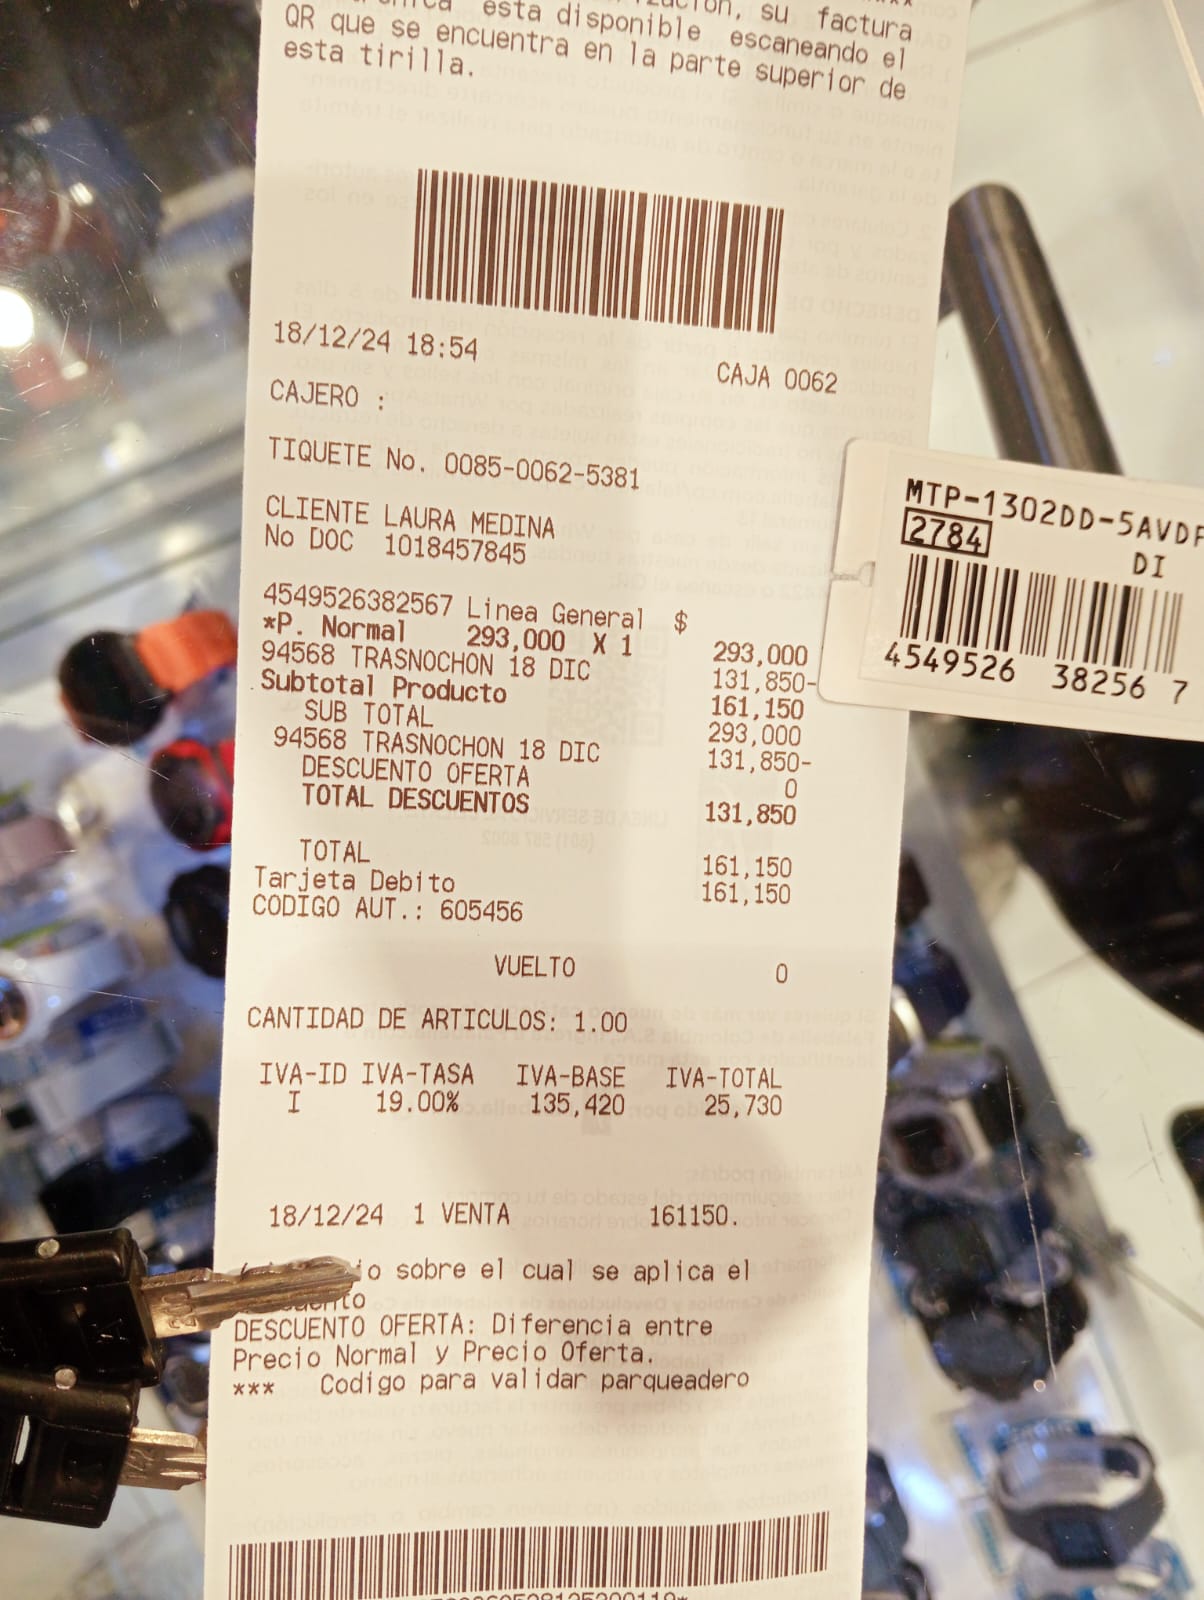 esta disponible escaneando el
su factura
QR que se encuentra en la parte superior de
esta tirilla.
18/12/24 18:54
CAJA 0062
CAJERO :
TIQUETE No. 0085-0062-5381
CLIENTE LAURA MEDINA
No DOC 1018457845
4549526382567 Linea General $ 293,000
*P. Normal 293,000 X 1
94568 TRASNOCHON 18 DIC 131,850-
Subtotal Producto 161,150
SUB TOTAL 293,000
94568 TRASNOCHON 18 DIC 131,850-
DESCUENTO OFERTA 0
TOTAL DESCUENTOS 131,850
TOTAL 161,150
Tarjeta Debito 161,150
CODIGO AUT.: 605456
VUELTO 0
CANTIDAD DE ARTICULOS: 1.00
IVA-ID IVA-TASA IVA-BASE IVA-TOTAL
I 19.00% 135,420 25,730
18/12/24 1 VENTA 161150.
sobre el cual se aplica el
DESCUENTO OFERTA: Diferencia entre
Precio Normal y Precio Oferta.
*** Codigo para validar parqueadero
MTP-1302DD-5AVDF
2784
DI
4549526 38256 7